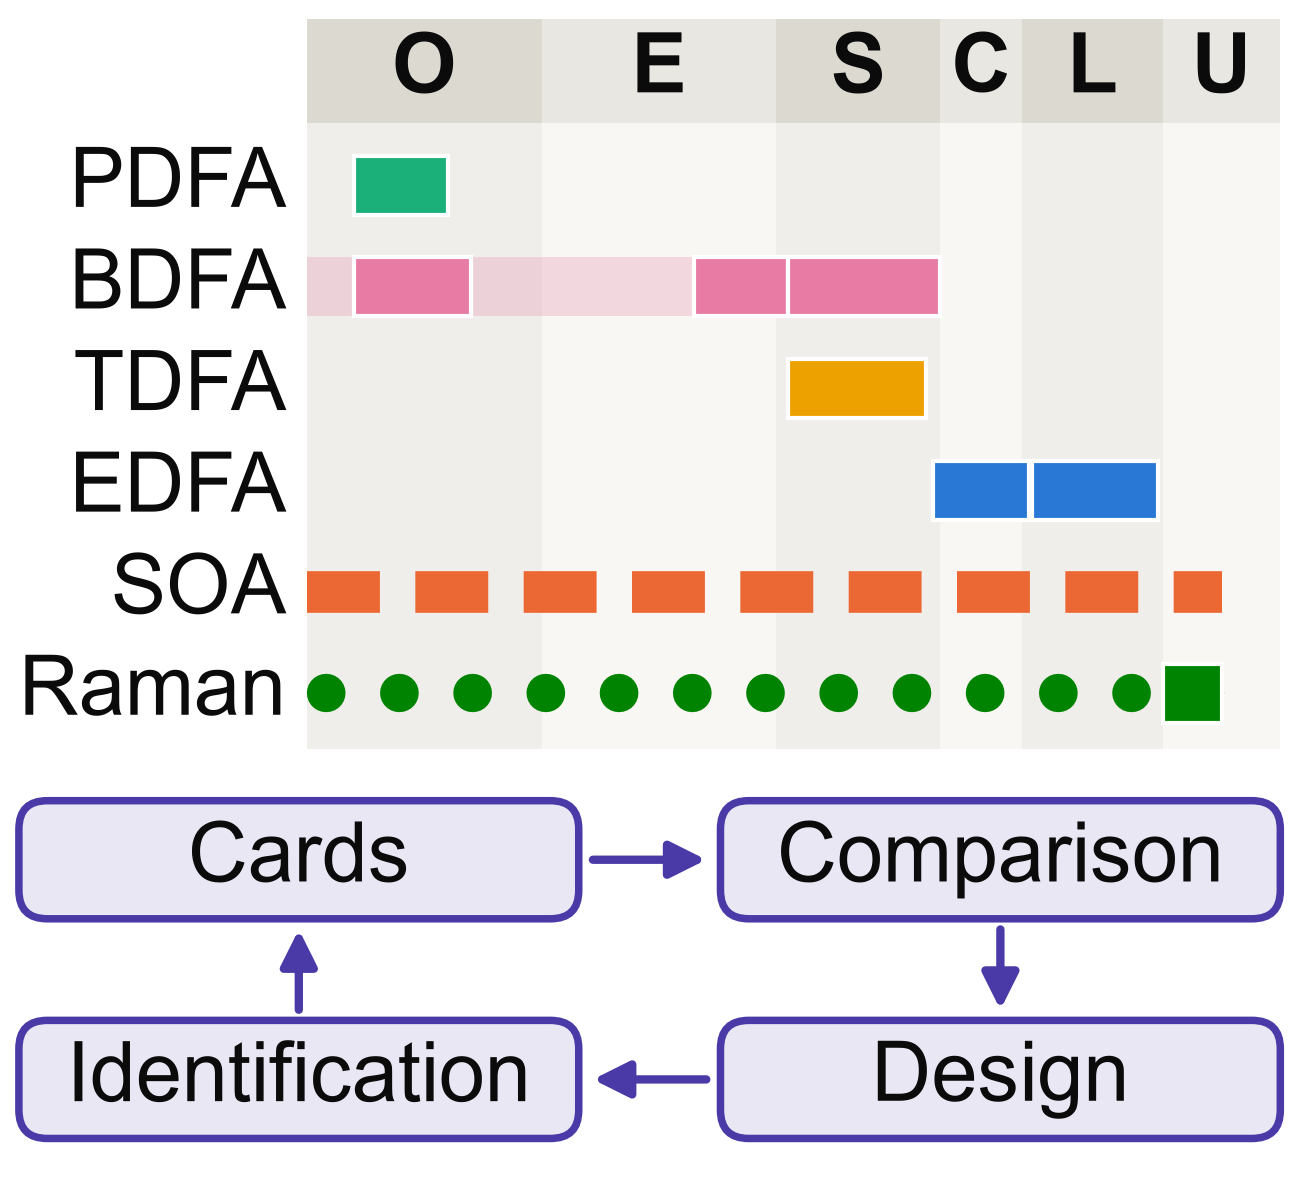 O E S C L U
PDFA
BDFA
TDFA
EDFA
SOA
Raman
Cards
Comparison
Identification
Design